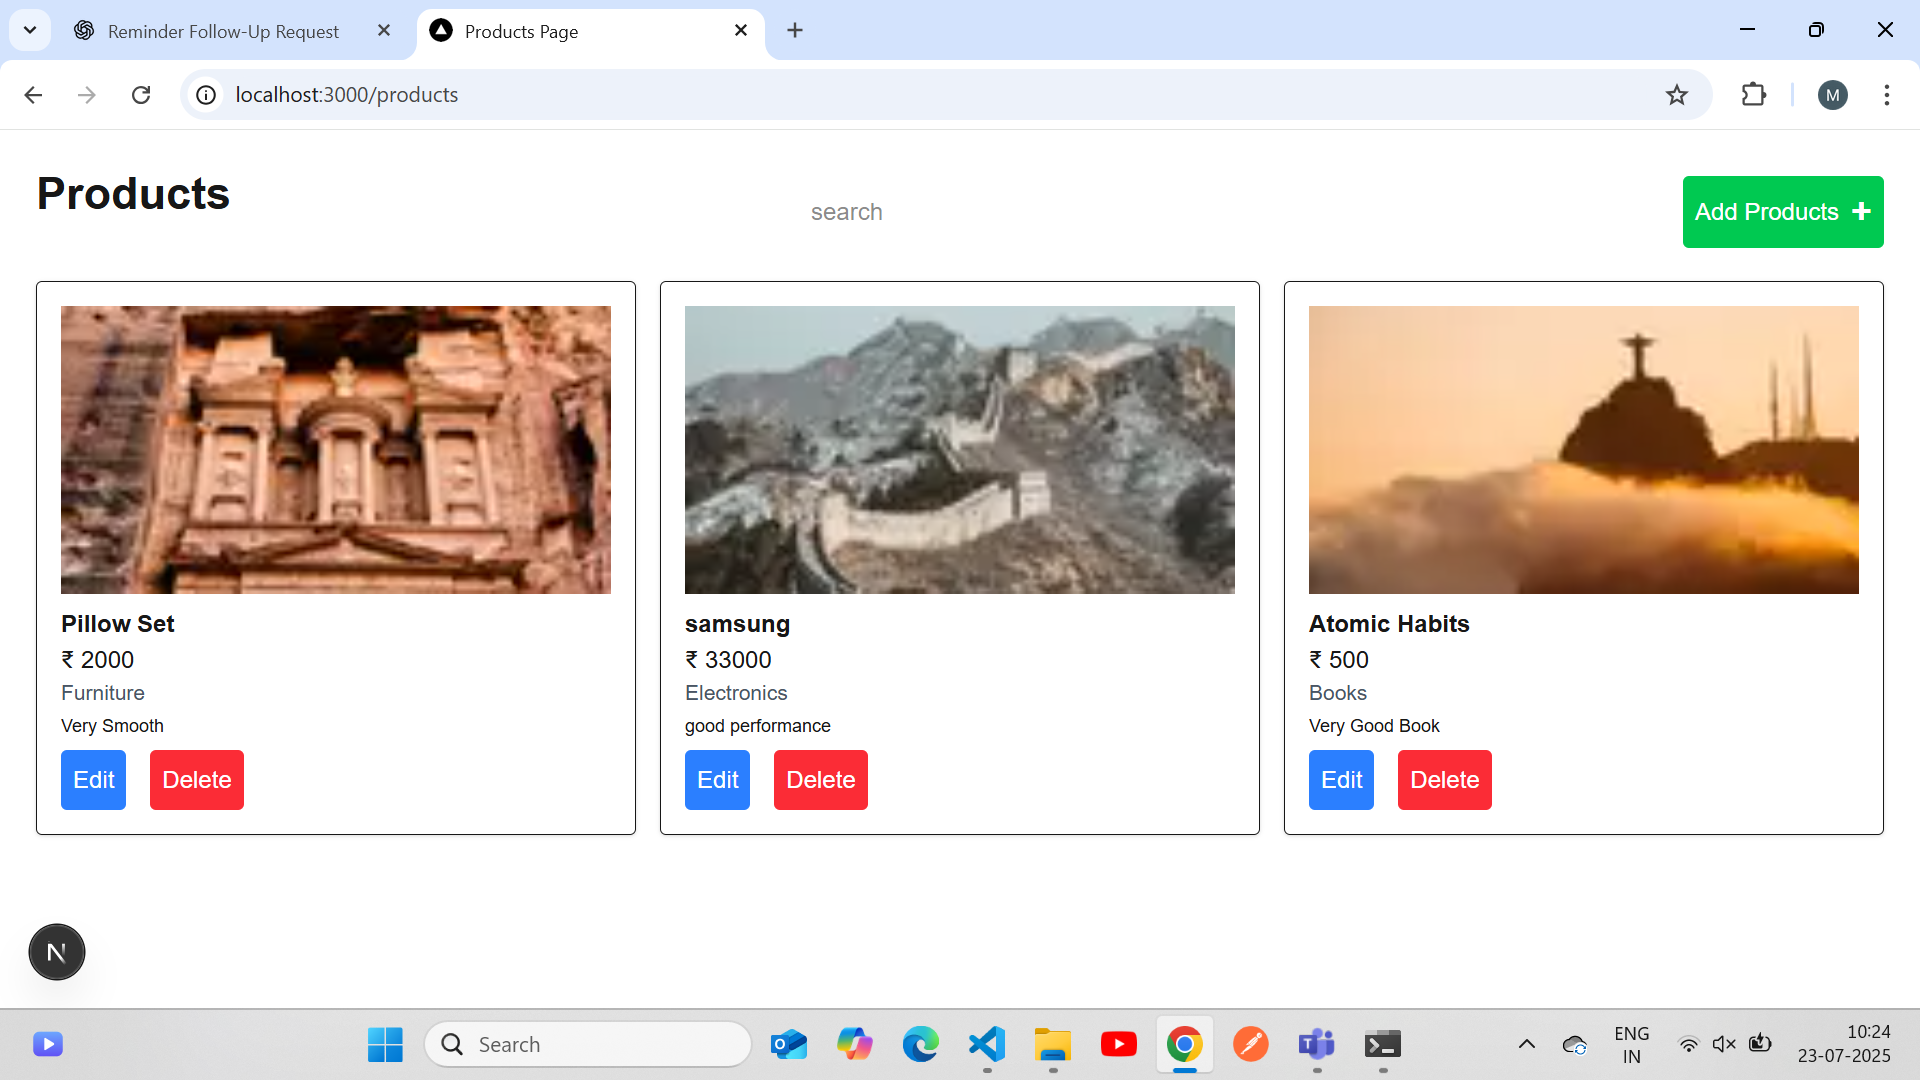 Reminder Follow-Up Request
Products Page
localhost:3000/products
M
Products
search
Add Products +
Pillow Set
₹ 2000
Furniture
Very Smooth
Edit Delete
samsung
₹ 33000
Electronics
good performance
Edit Delete
Atomic Habits
₹ 500
Books
Very Good Book
Edit Delete
N
Search
ENG
IN
10:24
23-07-2025